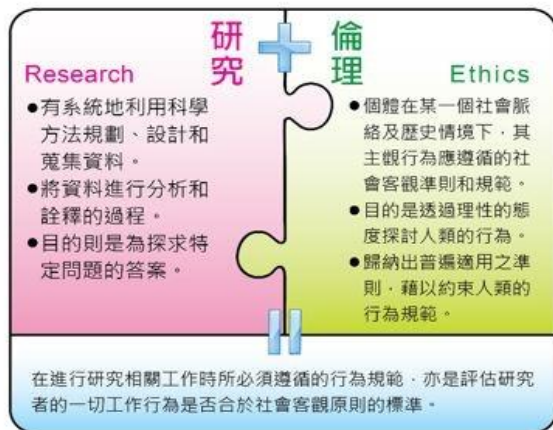 研究
Research
●有系統地利用科學
方法規劃、設計和
蒐集資料。
●將資料進行分析和
詮釋的過程。
●目的則是為探求特
定問題的答案。
+
倫理
Ethics
●個體在某一個社會脈
絡及歷史情境下，其
主觀行為應遵循的社
會客觀準則和規範。
●目的是透過理性的態
度探討人類的行為。
●歸納出普遍適用之準
則，藉以約束人類的
行為規範。
=
在進行研究相關工作時所必須遵循的行為規範，亦是評估研究
者的一切工作行為是否合於社會客觀原則的標準。